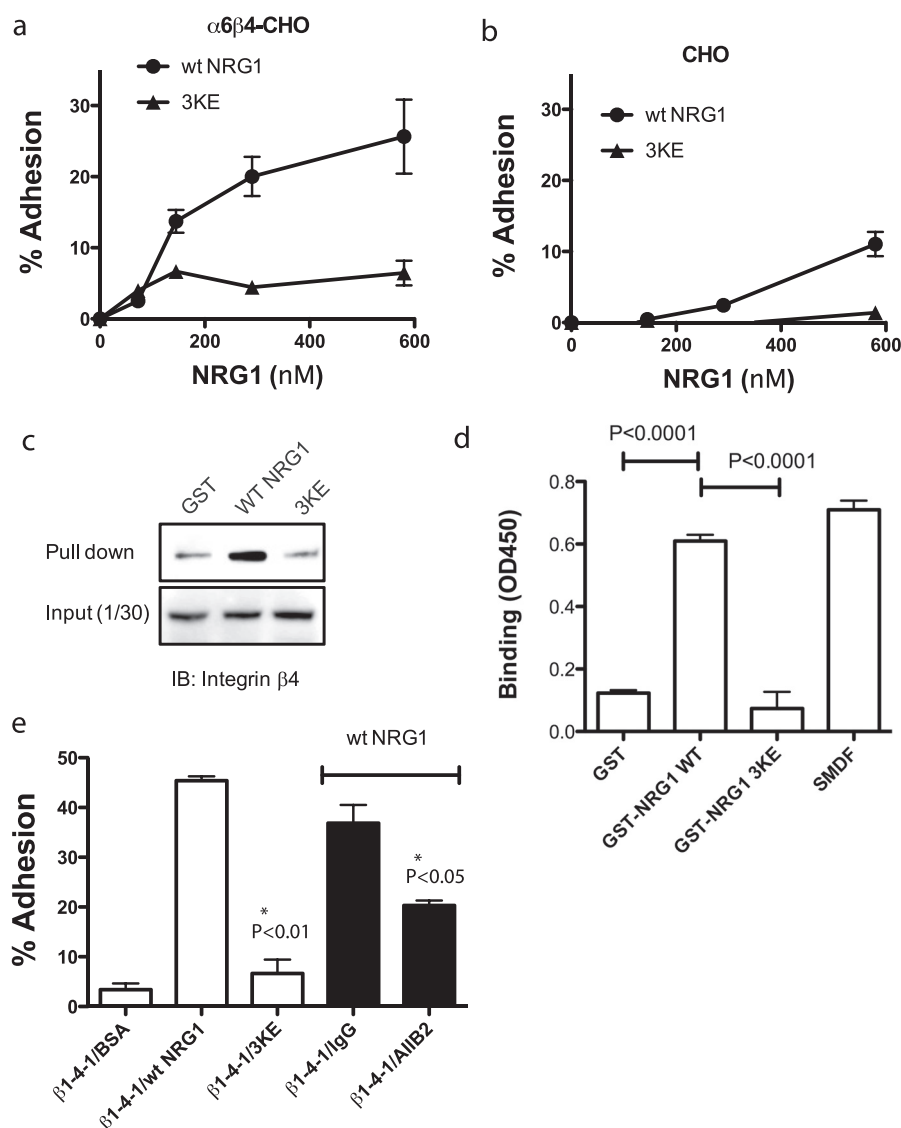 a
α6β4-CHO
wt NRG1
3KE
% Adhesion
30
20
10
0
0
200
400
600
NRG1 (nM)
b
CHO
wt NRG1
3KE
% Adhesion
30
20
10
0
0
200
400
600
NRG1 (nM)
c
GST
WT NRG1
3KE
Pull down
Input (1/30)
IB: Integrin β4
d
P<0.0001
P<0.0001
Binding (OD450)
0.8
0.6
0.4
0.2
0.0
GST
GST-NRG1 WT
GST-NRG1 3KE
SMDF
e
wt NRG1
% Adhesion
50
40
30
20
10
0
*
P<0.01
*
P<0.05
β1-4-1/BSA
β1-4-1/wt NRG1
β1-4-1/3KE
β1-4-1/IgG
β1-4-1/AIIB2